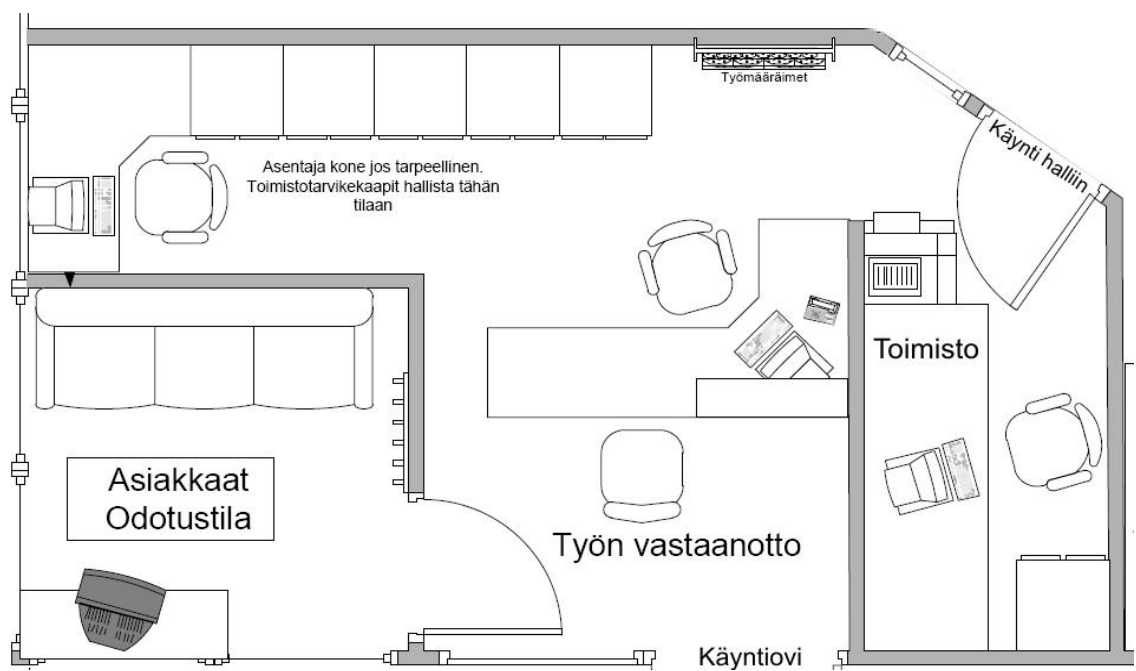 Työmääräimet
Käynti halliin
Asentaja kone jos tarpeellinen.
Toimistotarvikekaapit hallista tähän
tilaan
Toimisto
Asiakkaat
Odotustila
Työn vastaanotto
Käyntiovi